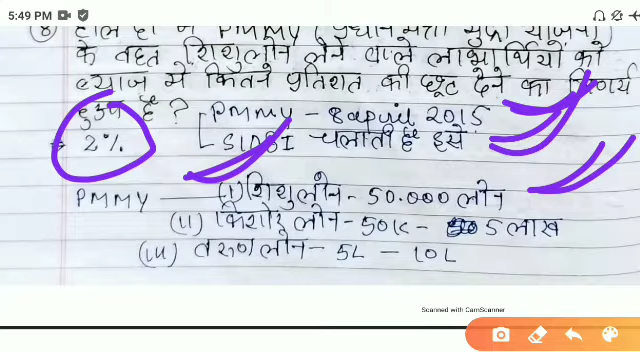 5:49 PM
(8) हाल ही में PMMY (प्रधान मंत्री मुद्रा योजना)
के तहत शिशु लोन लेने वाले लाभार्थियों को
ब्याज में कितने प्रतिशत की छूट देने का निर्णय
हुआ है ? PMMY - 8 april 2015
→ 2% SIDBI चलाती है इसे
PMMY (I) शिशु लोन - 50.000 लोन
(II) किशोर लोन - 50K - 5 लाख
(III) तरुण लोन - 5L - 10L
Scanned with CamScanner